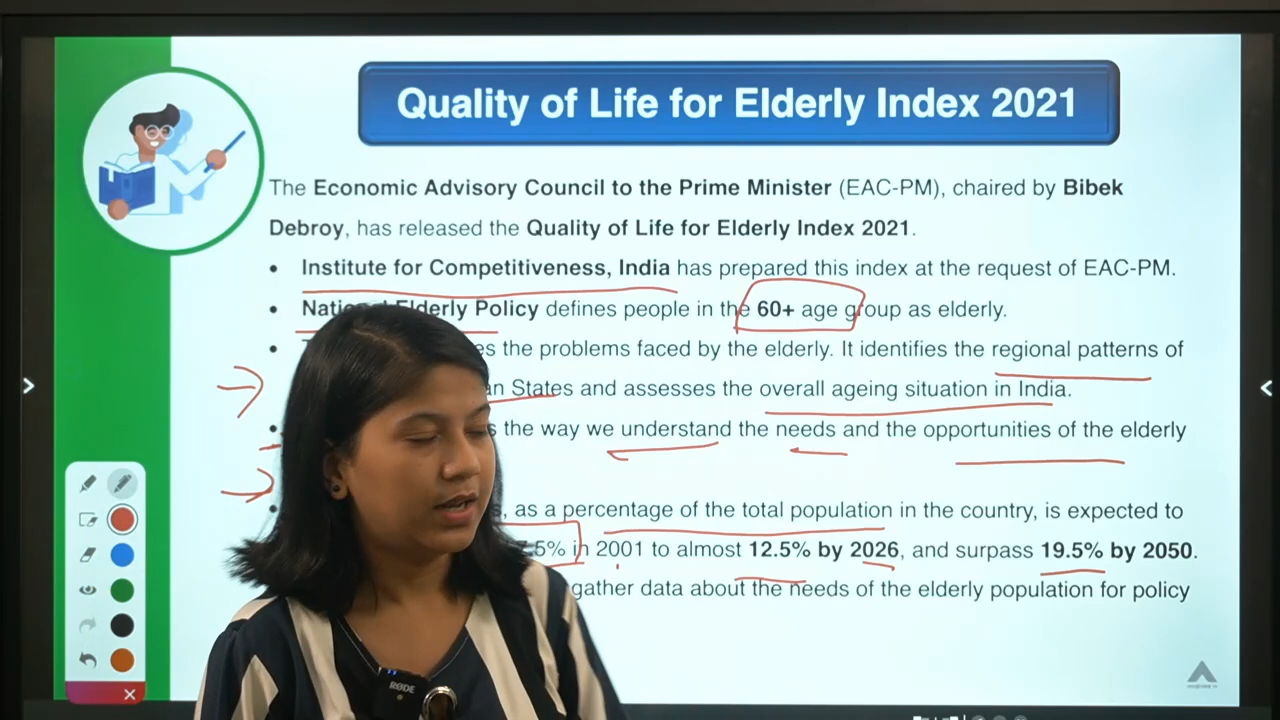 Quality of Life for Elderly Index 2021
The Economic Advisory Council to the Prime Minister (EAC-PM), chaired by Bibek
Debroy, has released the Quality of Life for Elderly Index 2021.
• Institute for Competitiveness, India has prepared this index at the request of EAC-PM.
• National Elderly Policy defines people in the 60+ age group as elderly.
• the problems faced by the elderly. It identifies the regional patterns of
States and assesses the overall ageing situation in India.
• the way we understand the needs and the opportunities of the elderly
• as a percentage of the total population in the country, is expected to
in 2001 to almost 12.5% by 2026, and surpass 19.5% by 2050.
gather data about the needs of the elderly population for policy
RØDE